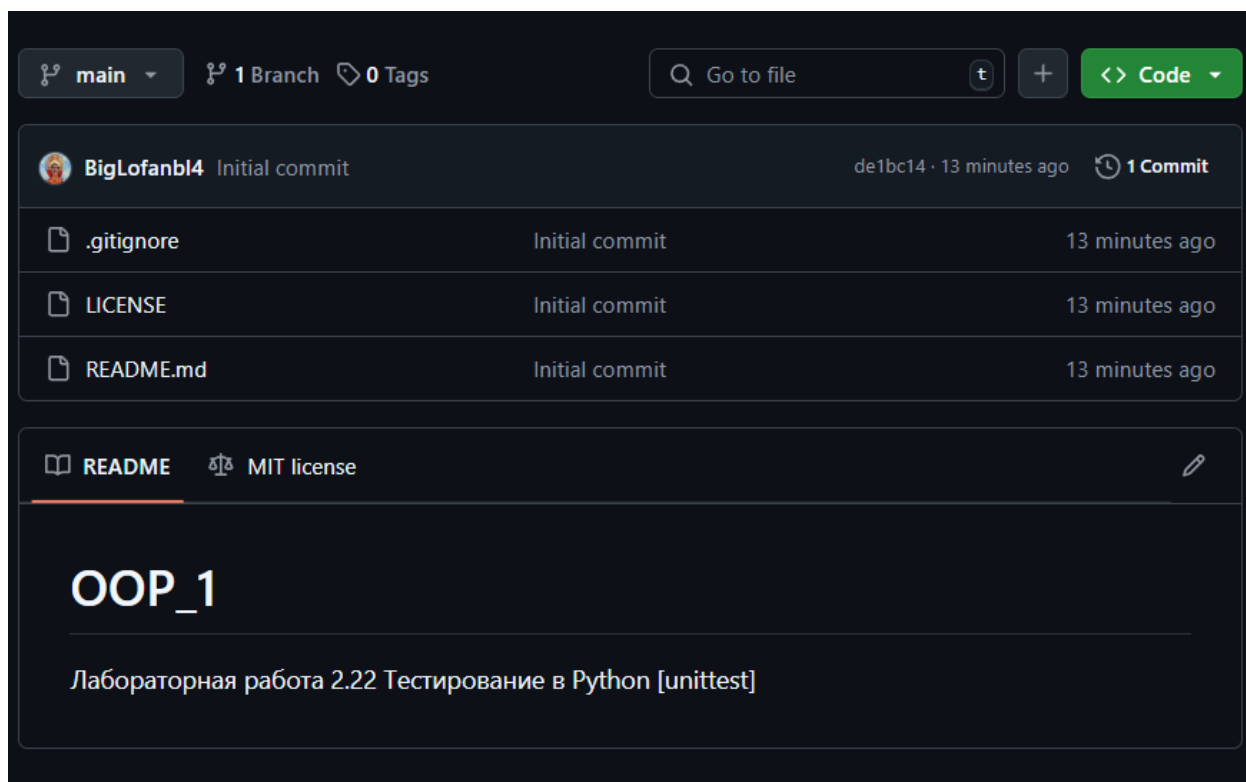 main 1 Branch 0 Tags Go to file t + <> Code
BigLofanbl4 Initial commit de1bc14 · 13 minutes ago 1 Commit
.gitignore Initial commit 13 minutes ago
LICENSE Initial commit 13 minutes ago
README.md Initial commit 13 minutes ago
README MIT license
OOP_1
Лабораторная работа 2.22 Тестирование в Python [unittest]